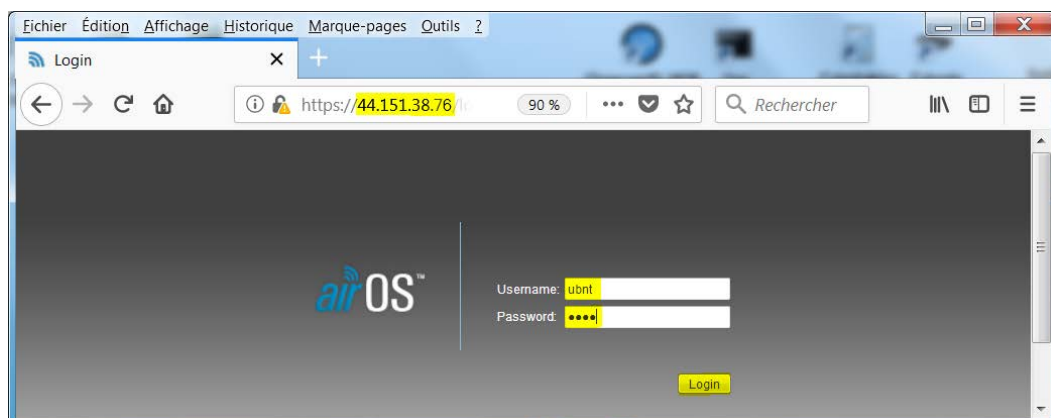 Fichier Édition Affichage Historique Marque-pages Outils ?
Login
https://44.151.38.76/l
90 %
Rechercher
airOS™
Username: ubnt
Password: ••••
Login